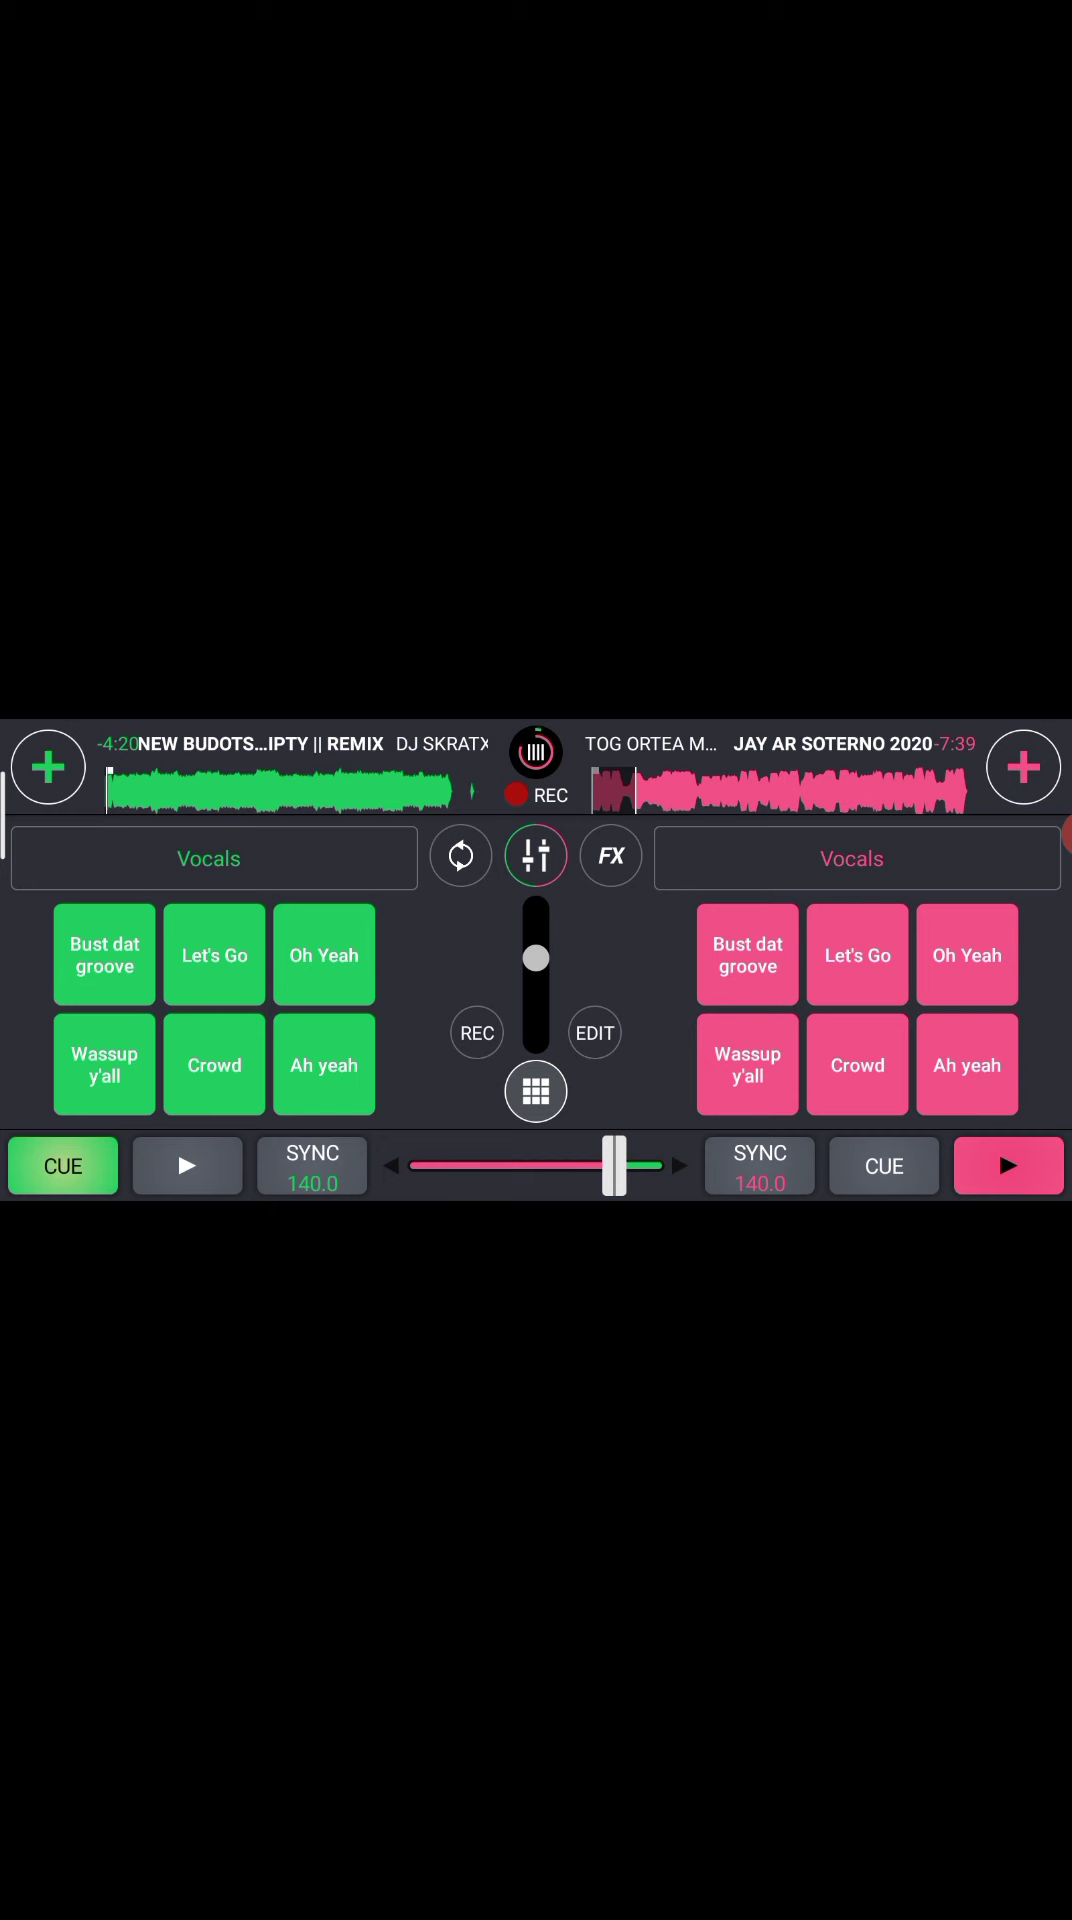 -4:20 NEW BUDOTS...IPTY || REMIX DJ SKRATX
TOG ORTEA M... JAY AR SOTERNO 2020 -7:39
REC
Vocals
FX
Vocals
Bust dat
groove
Let's Go
Oh Yeah
Wassup
y'all
Crowd
Ah yeah
REC
EDIT
Bust dat
groove
Let's Go
Oh Yeah
Wassup
y'all
Crowd
Ah yeah
CUE
SYNC
140.0
SYNC
140.0
CUE